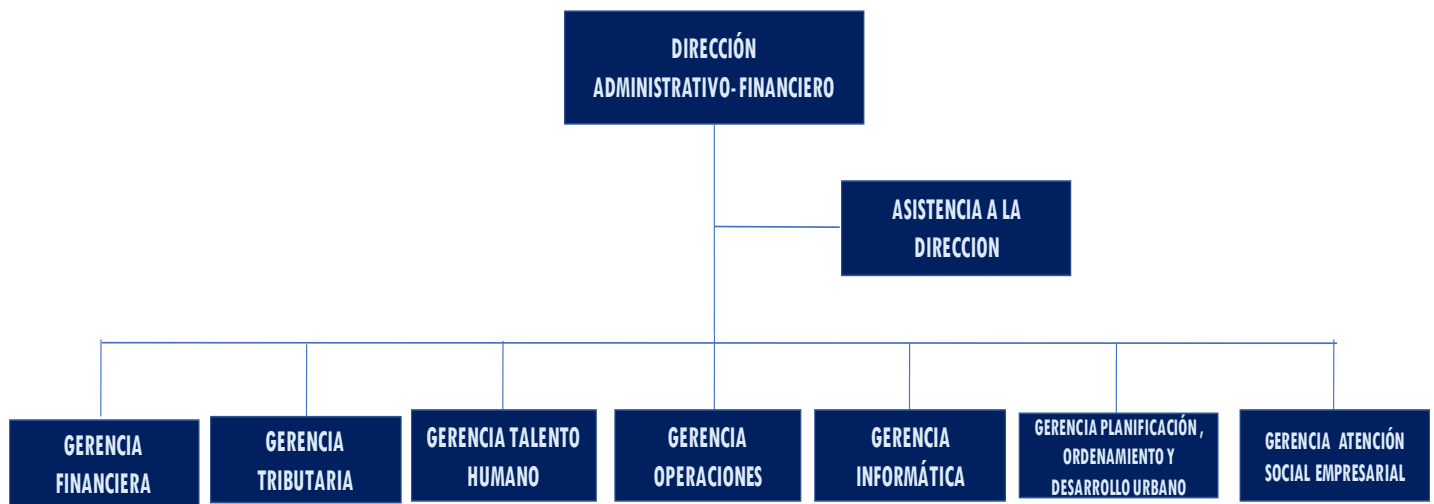 DIRECCIÓN
ADMINISTRATIVO- FINANCIERO
ASISTENCIA A LA
DIRECCION
GERENCIA
FINANCIERA
GERENCIA
TRIBUTARIA
GERENCIA TALENTO
HUMANO
GERENCIA
OPERACIONES
GERENCIA
INFORMÁTICA
GERENCIA PLANIFICACIÓN ,
ORDENAMIENTO Y
DESARROLLO URBANO
GERENCIA ATENCIÓN
SOCIAL EMPRESARIAL